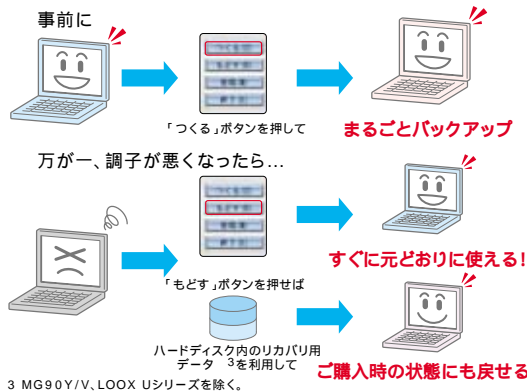 事前に
「つくる」ボタンを押して
まるごとバックアップ
万が一、調子が悪くなったら...
「もどす」ボタンを押せば
すぐに元どおりに使える!
ハードディスク内のリカバリ用
データ 3を利用して
ご購入時の状態にも戻せる
3 MG90Y/V、LOOX Uシリーズを除く。